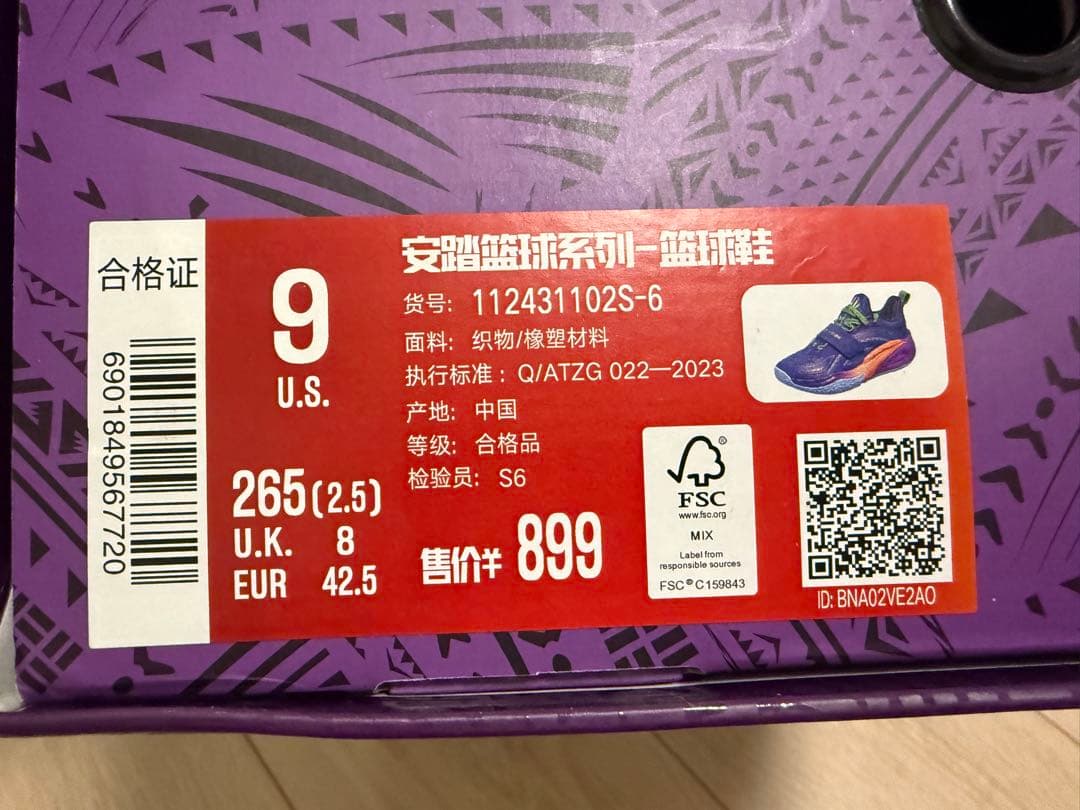 合格证
6901849567720
9
U.S.
265(2.5)
U.K. 8
EUR 42.5
安踏篮球系列-篮球鞋
货号: 112431102S-6
面料: 织物/橡塑材料
执行标准: Q/ATZG 022—2023
产地: 中国
等级: 合格品
检验员: S6
售价¥ 899
FSC®
www.fsc.org
MIX
Label from
responsible sources
FSC® C159843
ID: BNA02VE2AO